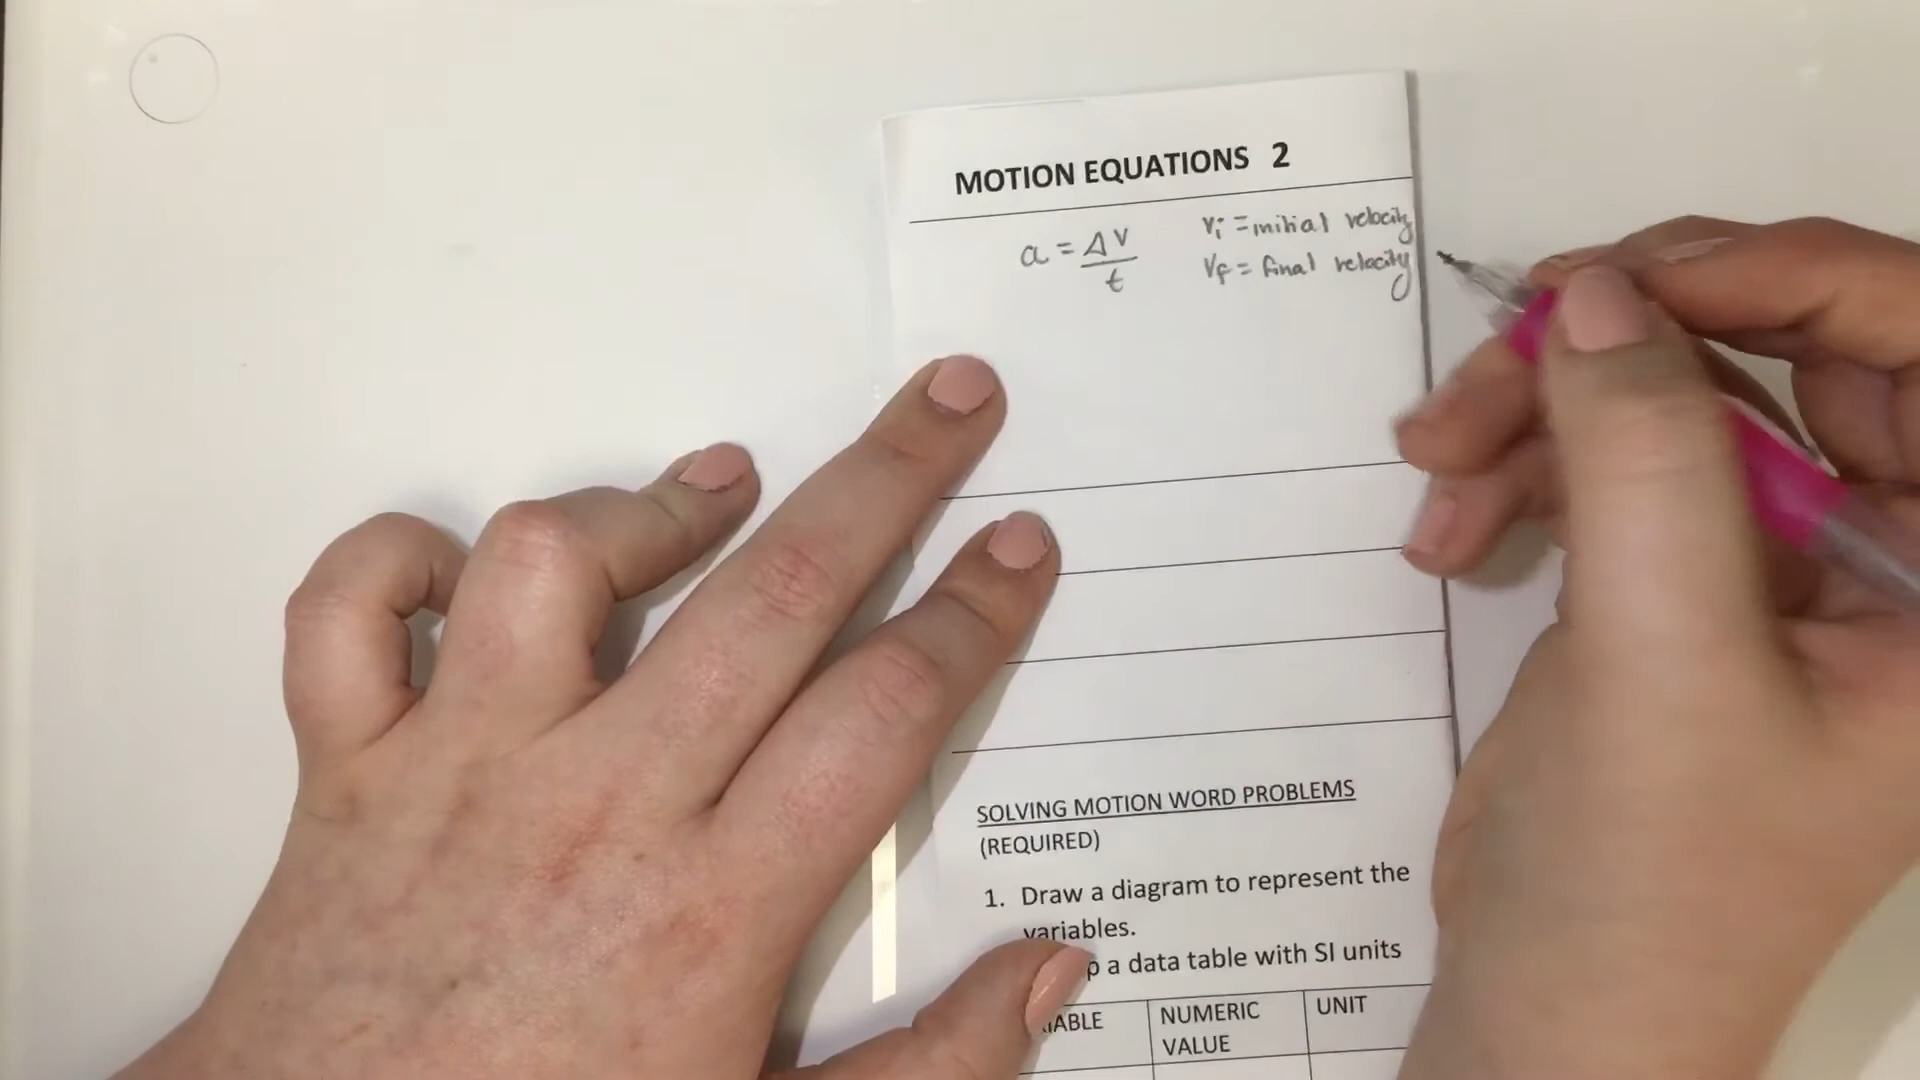 MOTION EQUATIONS 2
a = Δv / t
vi = initial velocity
vf = final velocity
SOLVING MOTION WORD PROBLEMS
(REQUIRED)
1. Draw a diagram to represent the
variables.
a data table with SI units
NUMERIC VALUE
UNIT